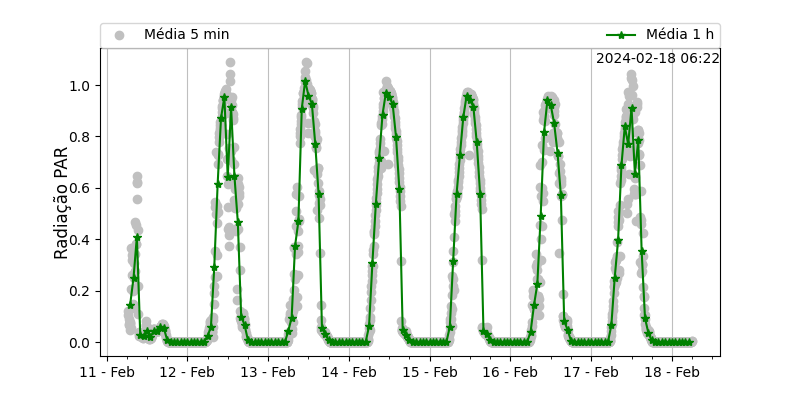 Média 5 min
Média 1 h
2024-02-18 06:22
Radiação PAR
1.0
0.8
0.6
0.4
0.2
0.0
11 - Feb
12 - Feb
13 - Feb
14 - Feb
15 - Feb
16 - Feb
17 - Feb
18 - Feb